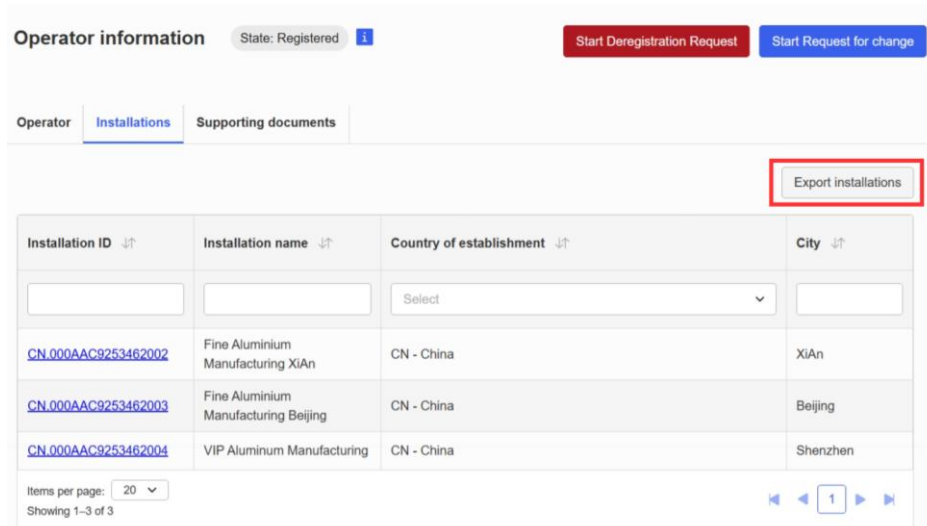 Operator information State: Registered i Start Deregistration Request Start Request for change
Operator Installations Supporting documents
Export installations
Installation ID Installation name Country of establishment City
Select
CN.000AAC9253462002 Fine Aluminium Manufacturing XiAn CN - China XiAn
CN.000AAC9253462003 Fine Aluminium Manufacturing Beijing CN - China Beijing
CN.000AAC9253462004 VIP Aluminum Manufacturing CN - China Shenzhen
Items per page: 20
Showing 1–3 of 3 1